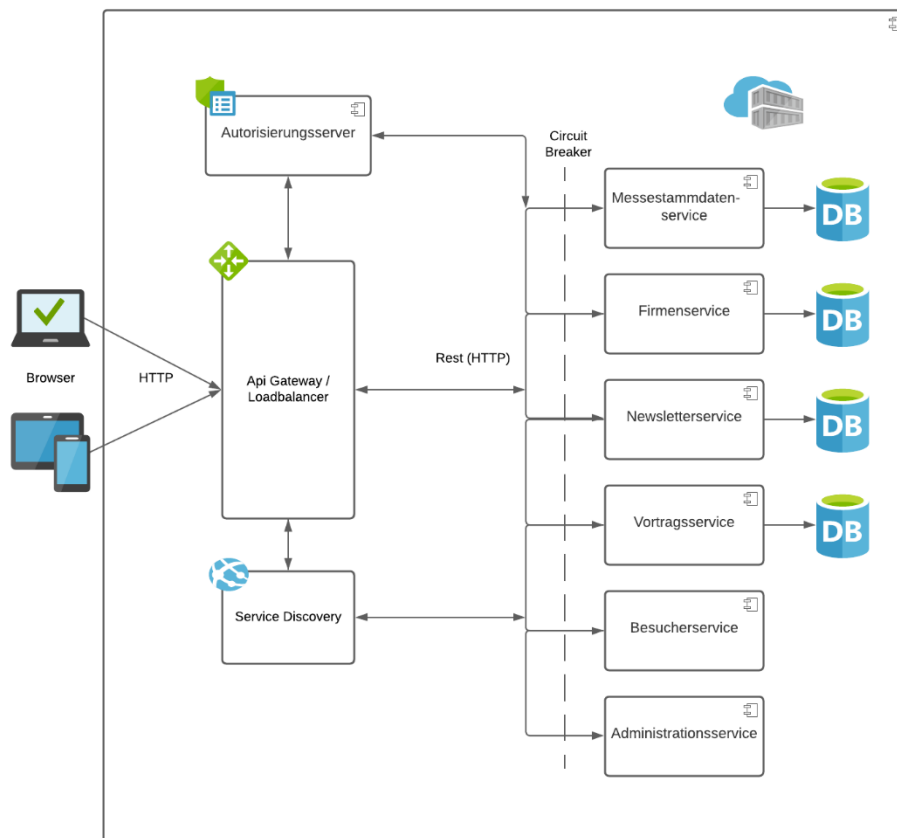 Autorisierungsserver
Circuit
Breaker
Messestammdaten-
service
DB
Firmenservice
DB
Browser
HTTP
Api Gateway /
Loadbalancer
Rest (HTTP)
Newsletterservice
DB
Vortragsservice
DB
Service Discovery
Besucherservice
Administrationsservice